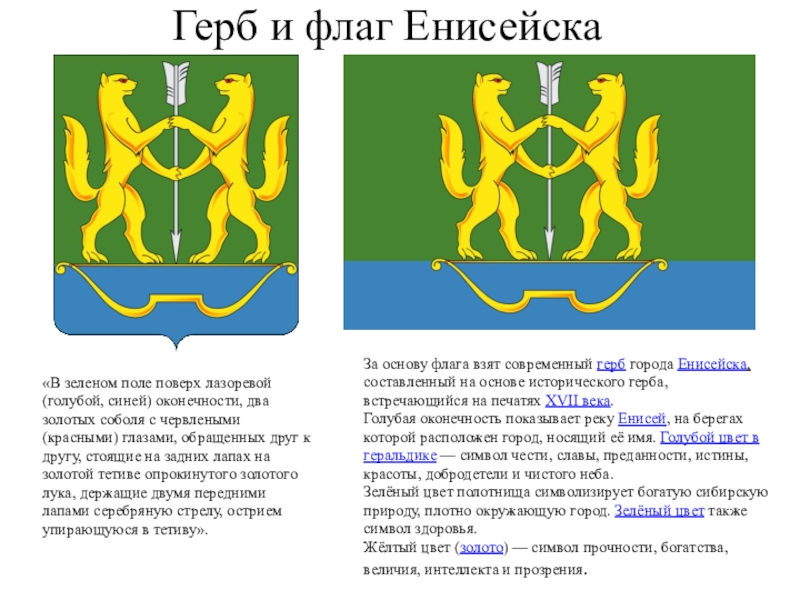 Герб и флаг Енисейска
«В зеленом поле поверх лазоревой
(голубой, синей) оконечности, два
золотых соболя с червлеными
(красными) глазами, обращенных друг к
другу, стоящие на задних лапах на
золотой тетиве опрокинутого золотого
лука, держащие двумя передними
лапами серебряную стрелу, острием
упирающуюся в тетиву».
За основу флага взят современный герб города Енисейска,
составленный на основе исторического герба,
встречающийся на печатях XVII века.
Голубая оконечность показывает реку Енисей, на берегах
которой расположен город, носящий её имя. Голубой цвет в
геральдике — символ чести, славы, преданности, истины,
красоты, добродетели и чистого неба.
Зелёный цвет полотнища символизирует богатую сибирскую
природу, плотно окружающую город. Зелёный цвет также
символ здоровья.
Жёлтый цвет (золото) — символ прочности, богатства,
величия, интеллекта и прозрения.